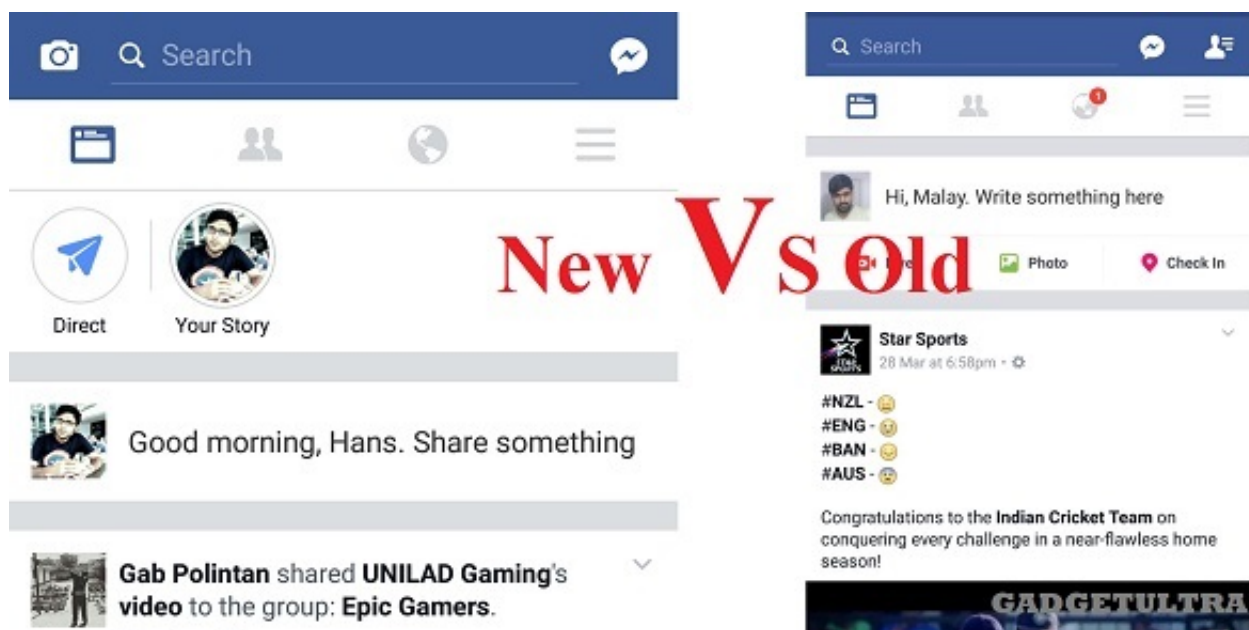 Search
Direct
Your Story
Good morning, Hans. Share something
Gab Polintan shared UNILAD Gaming's
video to the group: Epic Gamers.
New Vs Old
Search
1
Hi, Malay. Write something here
Photo
Check In
Star Sports
28 Mar at 6:58pm •
#NZL -
#ENG -
#BAN -
#AUS -
Congratulations to the Indian Cricket Team on
conquering every challenge in a near-flawless home
season!
GADGETULTRA